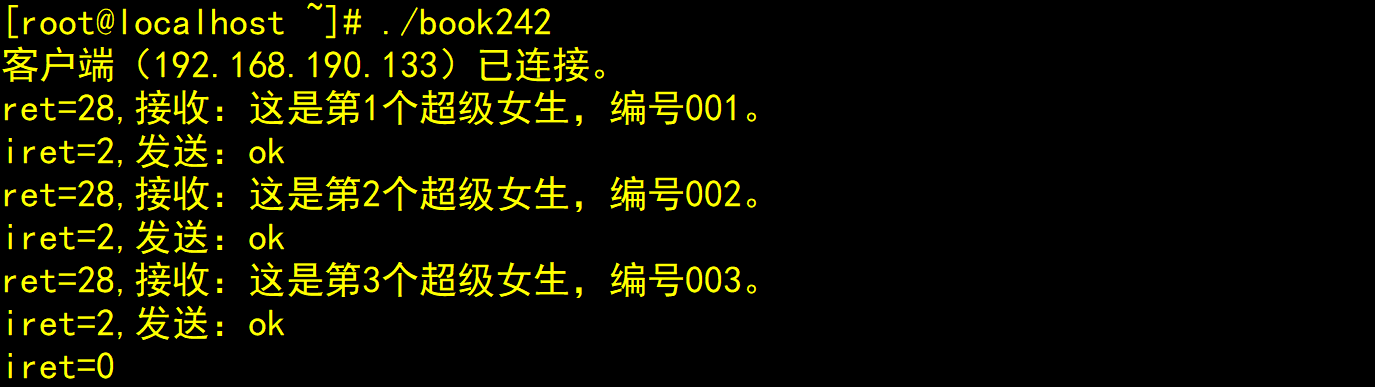 [root@localhost ~]# ./book242
客户端（192.168.190.133）已连接。
ret=28,接收：这是第1个超级女生，编号001。
iret=2,发送：ok
ret=28,接收：这是第2个超级女生，编号002。
iret=2,发送：ok
ret=28,接收：这是第3个超级女生，编号003。
iret=2,发送：ok
iret=0